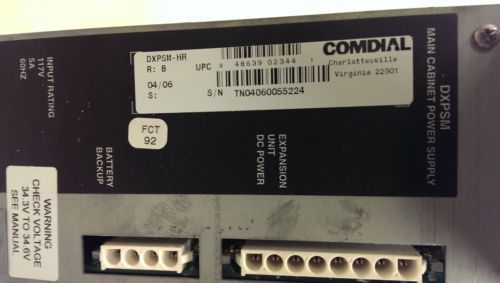 DXPSM-HR
R: B
UPC
0 48639 02344 1
COMDIAL
Charlottesville
Virginia 22901
04/06
S:
S/N TN04060055224
DXPSM
MAIN CABINET POWER SUPPLY
INPUT RATING
117V
5A
60HZ
FCT
92
BATTERY
BACKUP
EXPANSION
UNIT
DC POWER
WARNING
CHECK VOLTAGE
34.3V TO 34.6V
SEE MANUAL